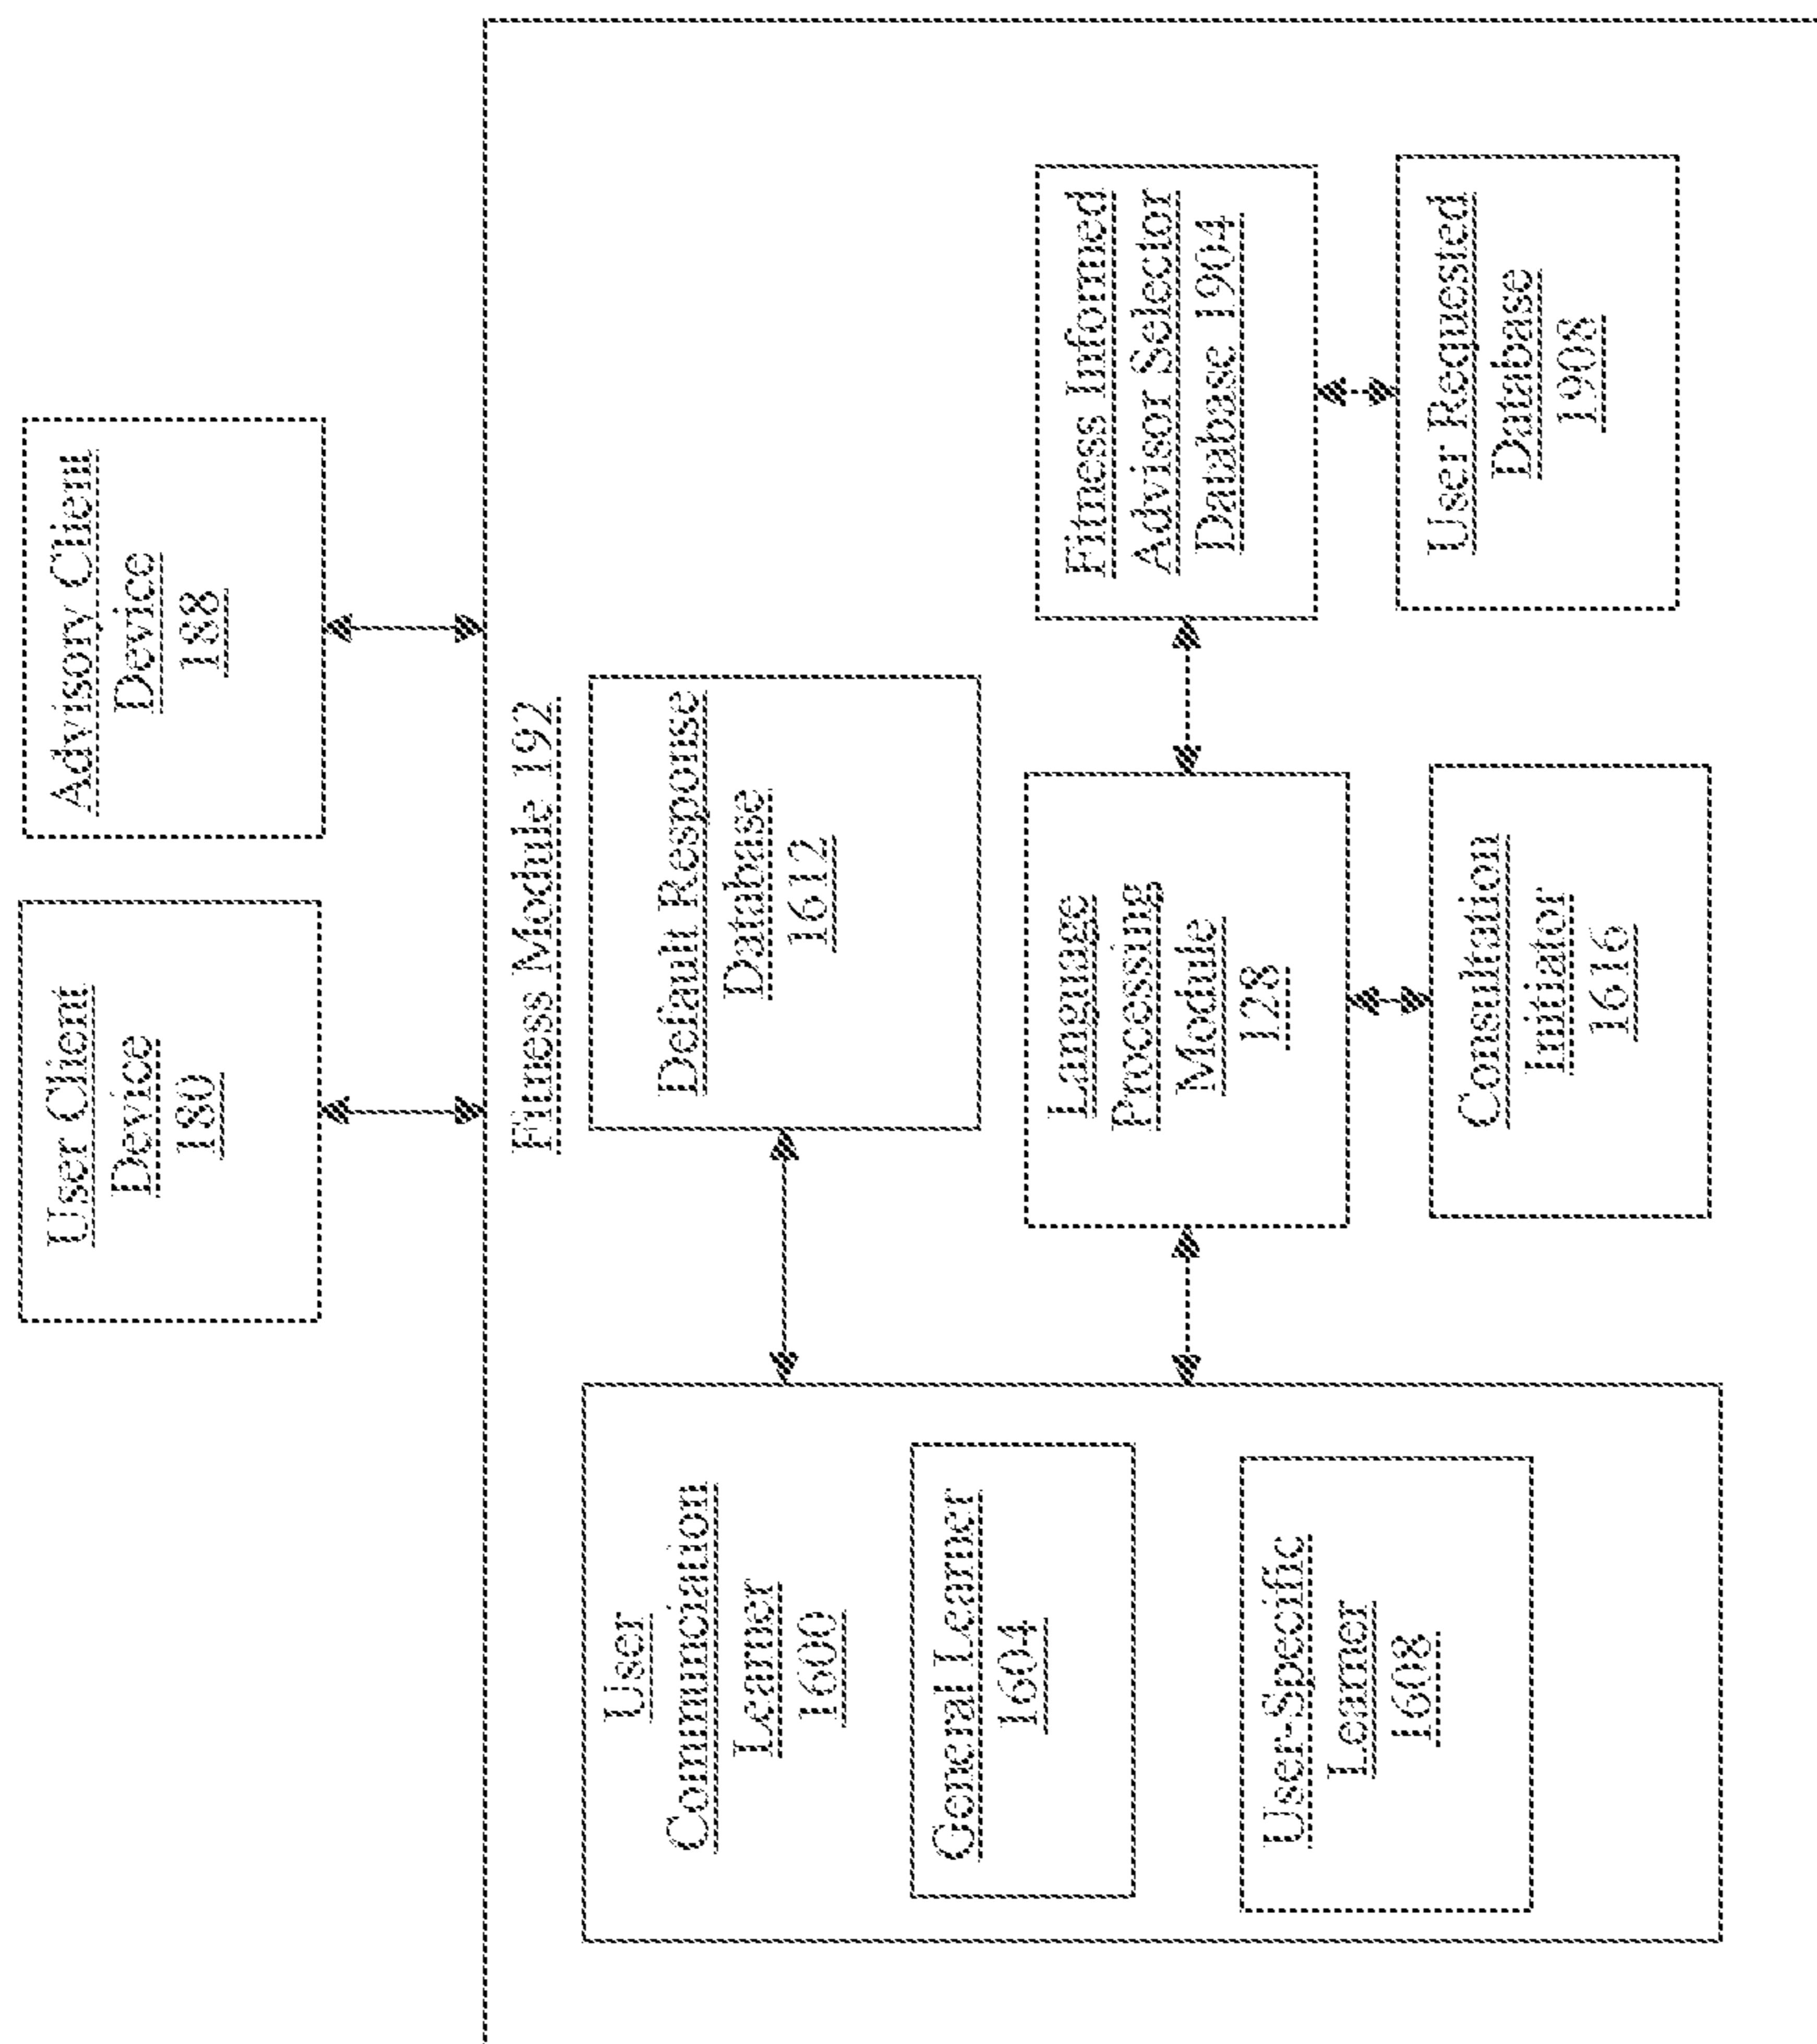 User Client
Device
180
Advisory Client
Device
188
Fitness Module 192
User
Communciation
Learner
1600
General Learner
1604
User-Specific
Learner
1608
Default Response
Database
1612
Language
Processing
Module
128
Consultation
Initiator
1616
Fitness Informed
Advisor Selector
Database 1904
User Requested
Database
1908